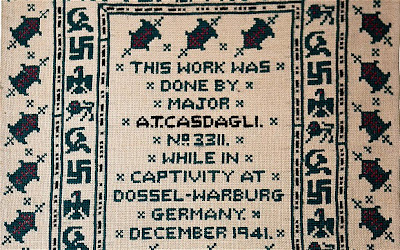 THIS WORK WAS
DONE BY
MAJOR
A.T.CASDAGLI.
Nº 3311.
WHILE IN
CAPTIVITY AT
DOSSEL-WARBURG
GERMANY.
DECEMBER 1941.